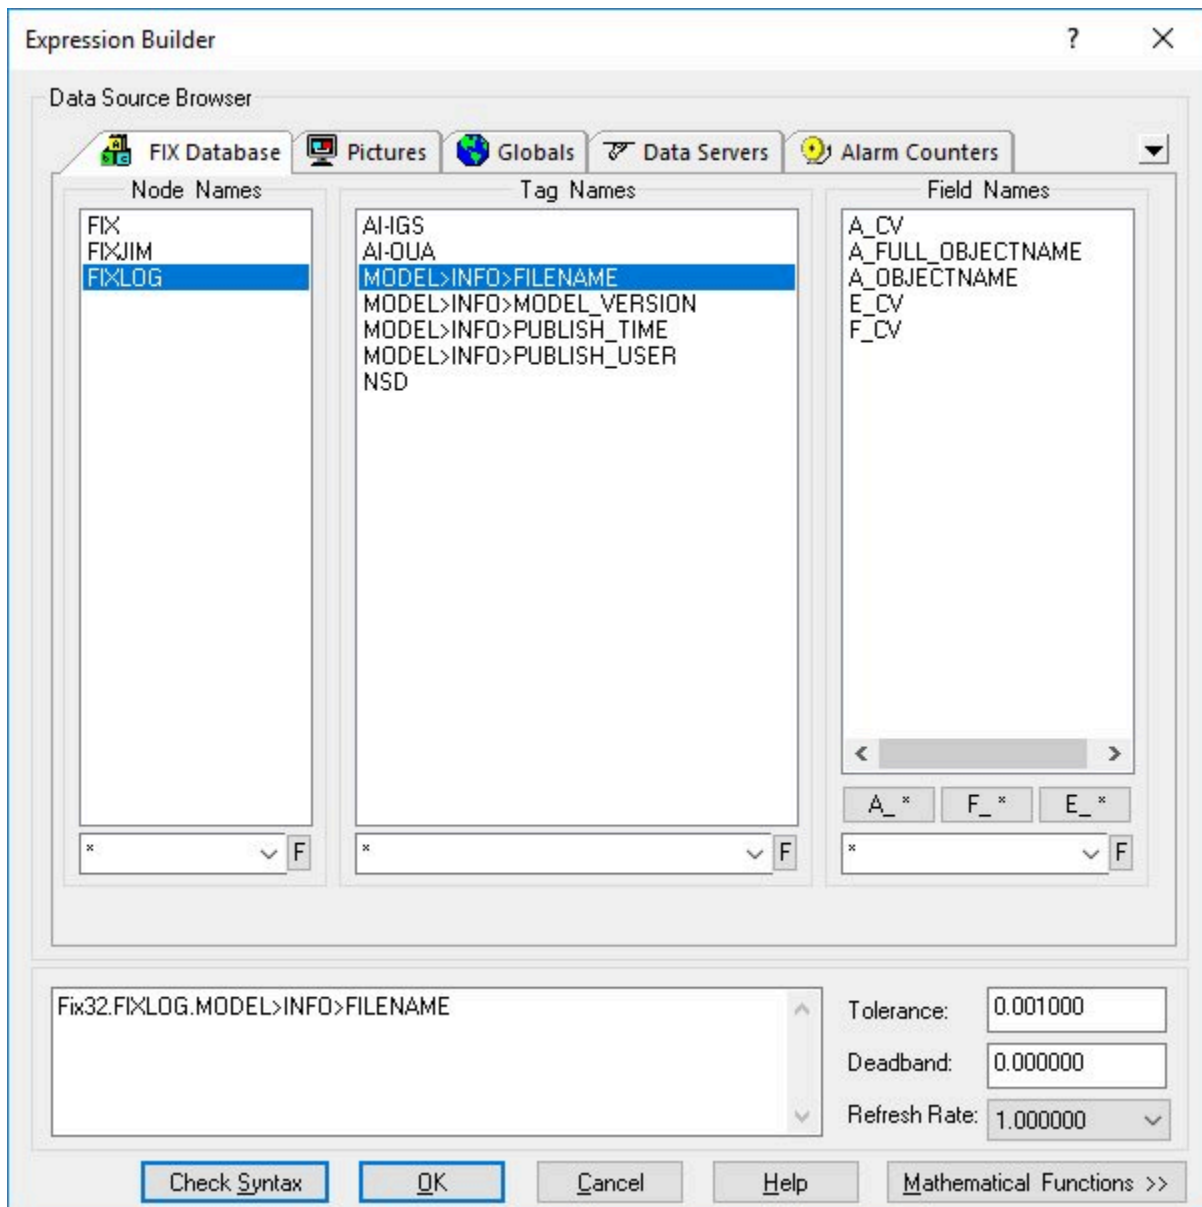 Expression Builder
?
Data Source Browser
FIX Database
Pictures
Globals
Data Servers
Alarm Counters
Node Names
FIX
FIXJIM
FIXLOG
*
F
Tag Names
AI-IGS
AI-OUA
MODEL>INFO>FILENAME
MODEL>INFO>MODEL_VERSION
MODEL>INFO>PUBLISH_TIME
MODEL>INFO>PUBLISH_USER
NSD
*
F
Field Names
A_CV
A_FULL_OBJECTNAME
A_OBJECTNAME
E_CV
F_CV
A_ *
F_ *
E_ *
*
F
Fix32.FIXLOG.MODEL>INFO>FILENAME
Tolerance: 0.001000
Deadband: 0.000000
Refresh Rate: 1.000000
Check Syntax
OK
Cancel
Help
Mathematical Functions >>